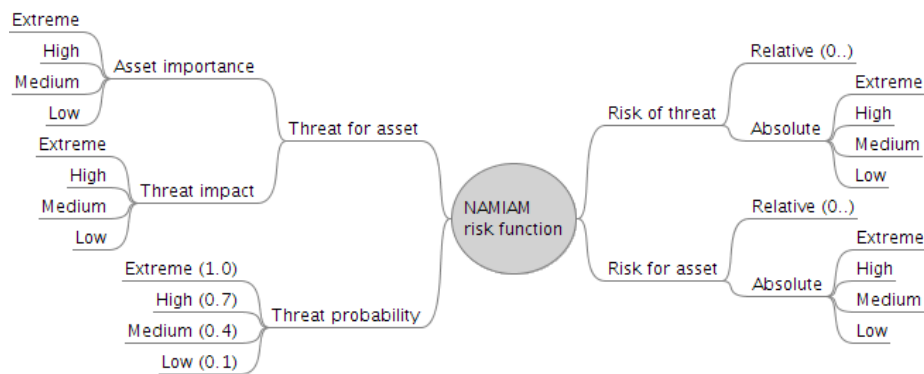 Extreme
High
Medium
Low
Asset importance
Extreme
High
Medium
Low
Threat impact
Threat for asset
Extreme (1.0)
High (0.7)
Medium (0.4)
Low (0.1)
Threat probability
NAMIAM
risk function
Risk of threat
Relative (0..)
Absolute
Extreme
High
Medium
Low
Risk for asset
Relative (0..)
Absolute
Extreme
High
Medium
Low